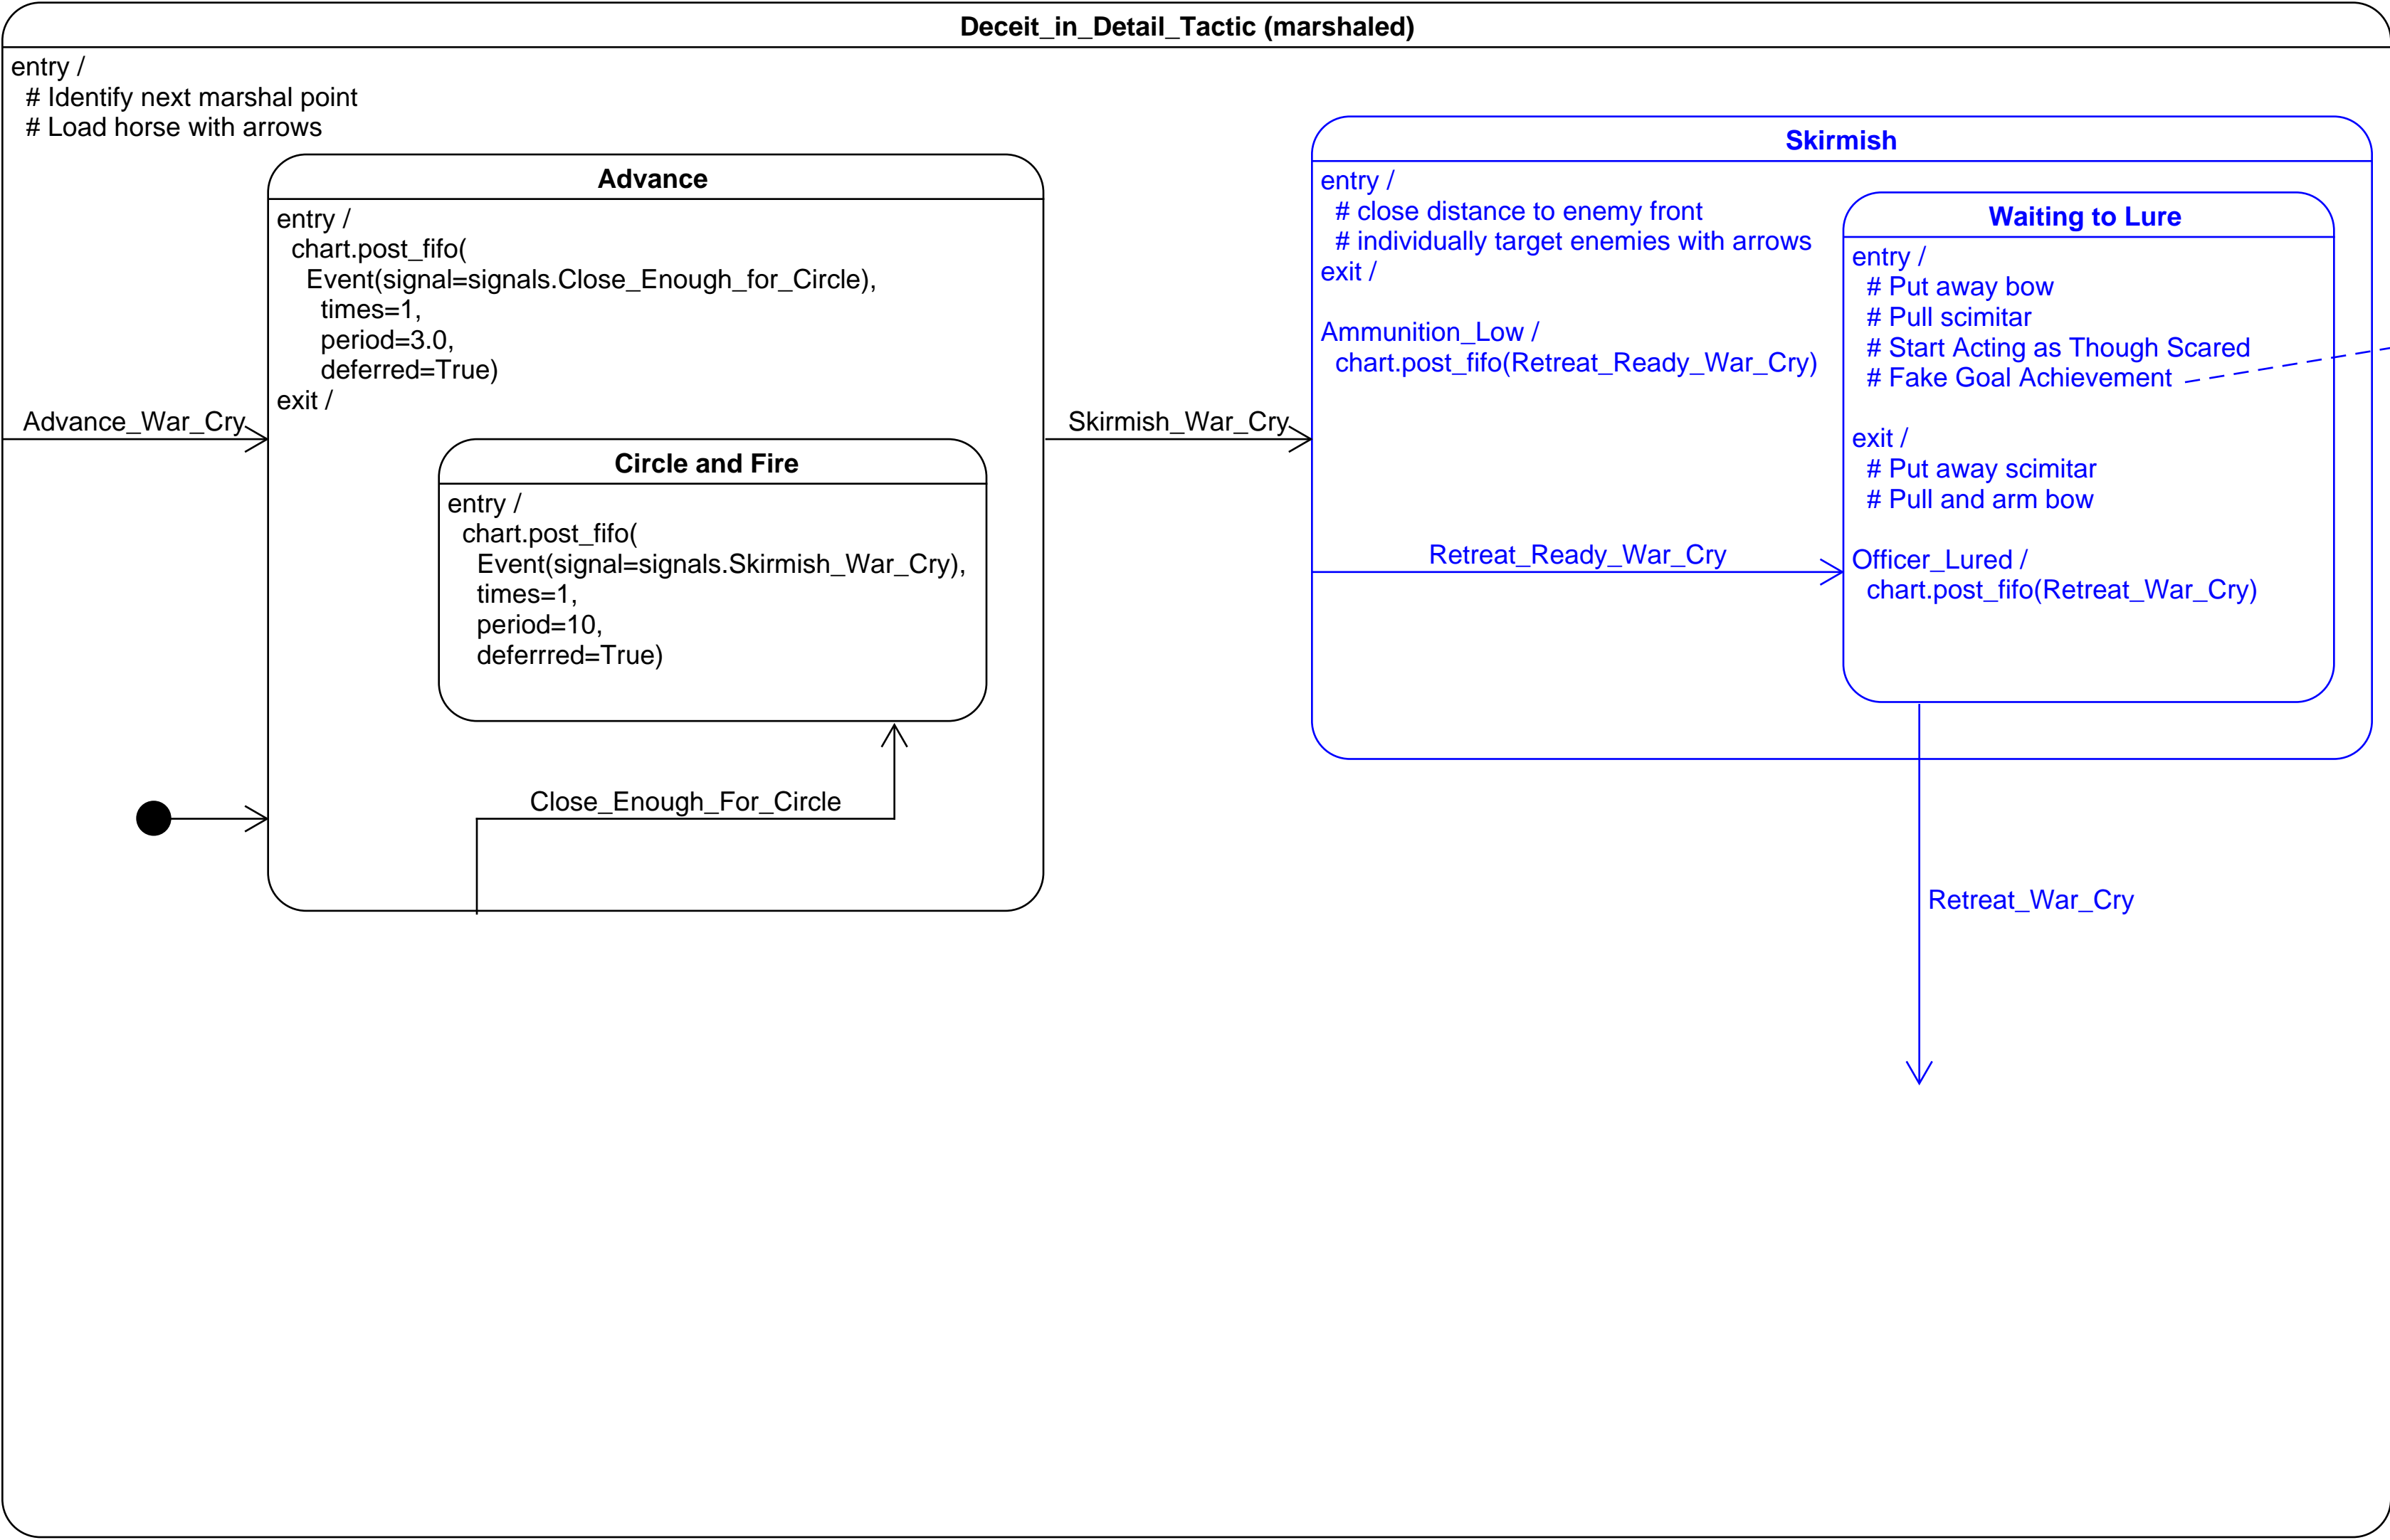 Deceit_in_Detail_Tactic (marshaled)
entry /
# Identify next marshal point
# Load horse with arrows
Advance
entry /
chart.post_fifo(
Event(signal=signals.Close_Enough_for_Circle),
times=1,
period=3.0,
deferred=True)
exit /
Advance_War_Cry
Circle and Fire
entry /
chart.post_fifo(
Event(signal=signals.Skirmish_War_Cry),
times=1,
period=10,
deferrred=True)
Close_Enough_For_Circle
Skirmish_War_Cry
Skirmish
entry /
# close distance to enemy front
# individually target enemies with arrows
exit /
Ammunition_Low /
chart.post_fifo(Retreat_Ready_War_Cry)
Retreat_Ready_War_Cry
Waiting to Lure
entry /
# Put away bow
# Pull scimitar
# Start Acting as Though Scared
# Fake Goal Achievement
exit /
# Put away scimitar
# Pull and arm bow
Officer_Lured /
chart.post_fifo(Retreat_War_Cry)
Retreat_War_Cry